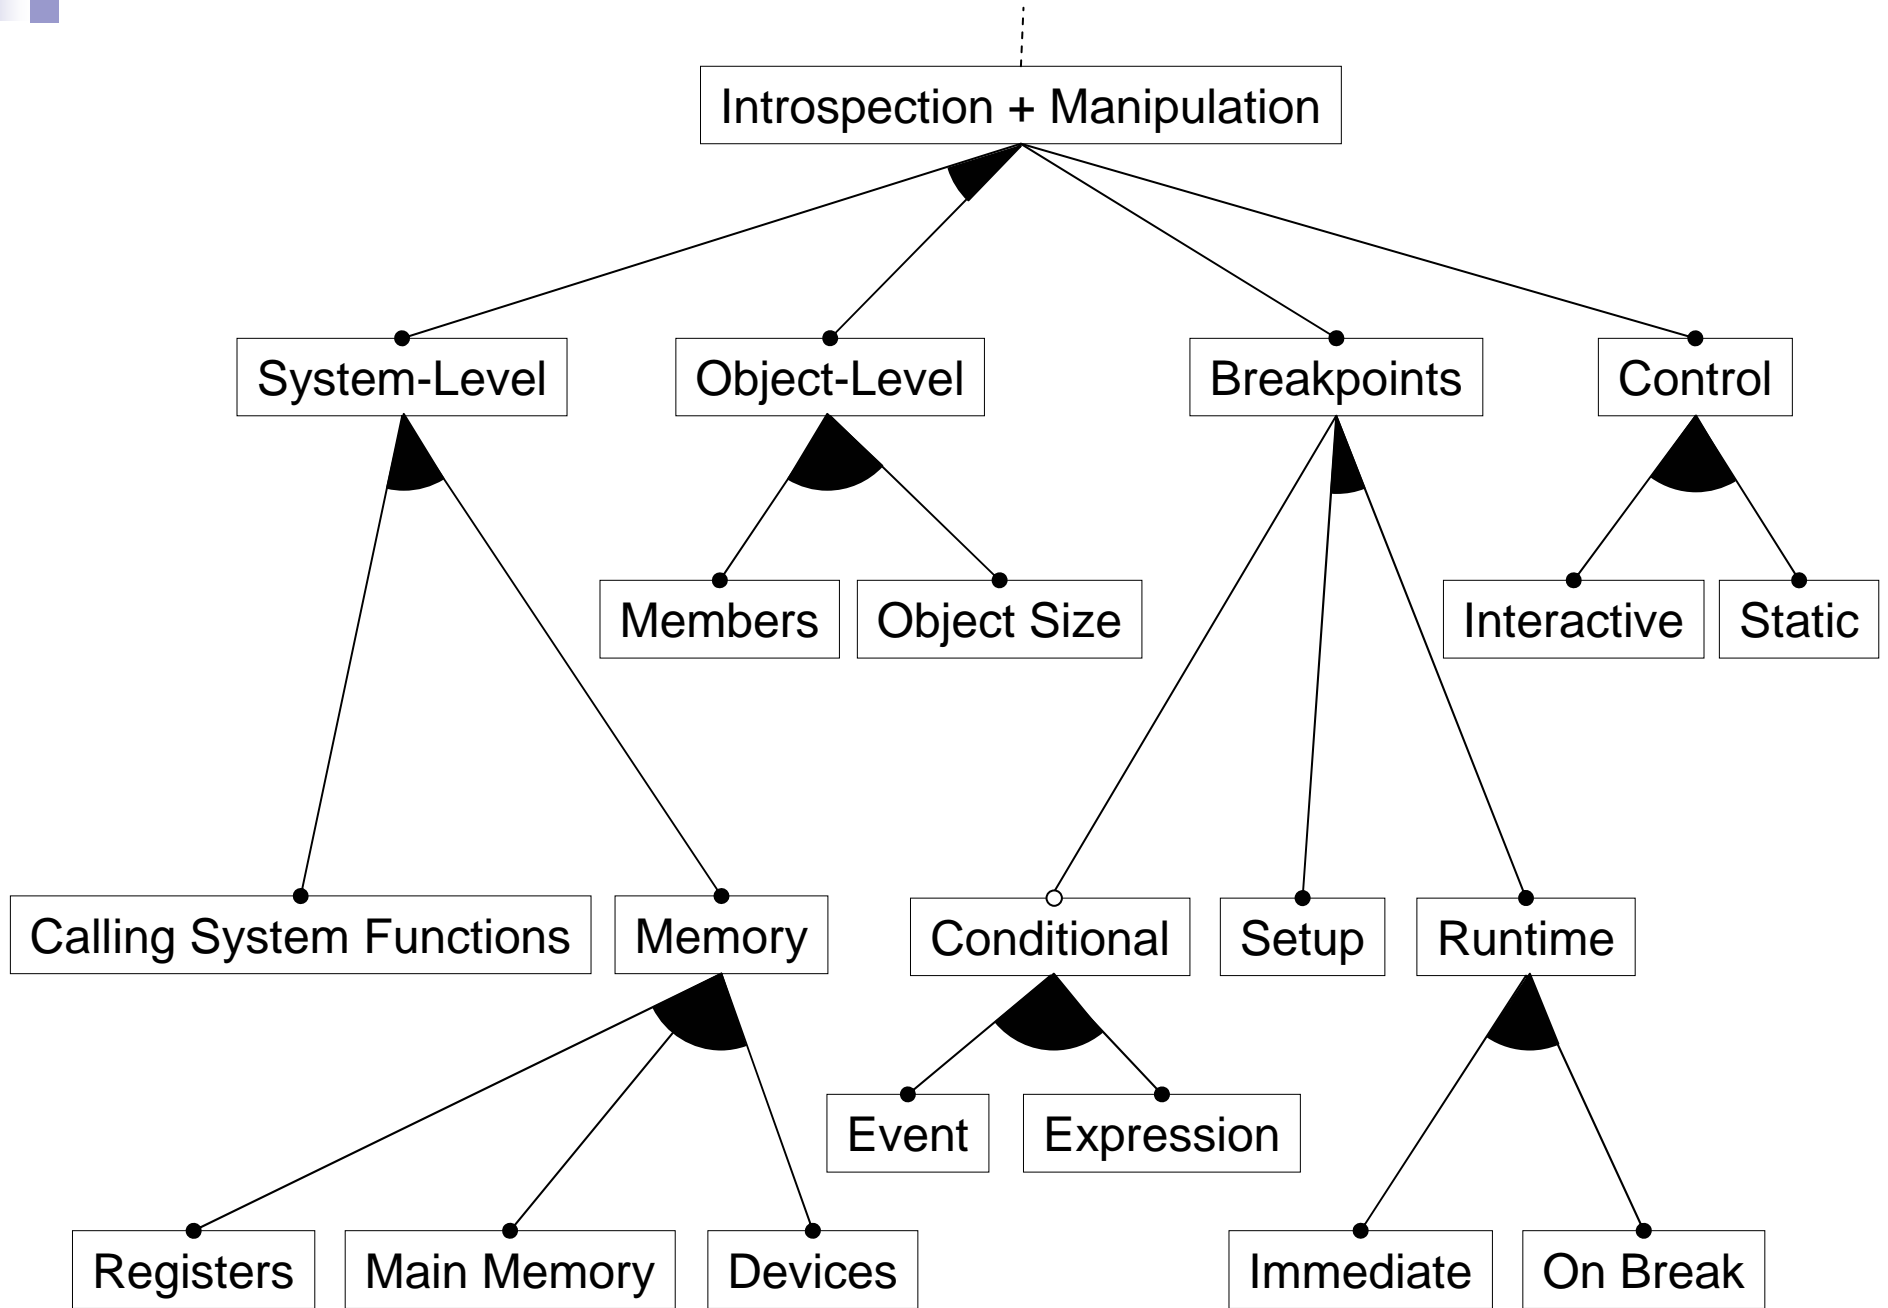 Introspection + Manipulation
System-Level
Object-Level
Breakpoints
Control
Members
Object Size
Interactive
Static
Calling System Functions
Memory
Conditional
Setup
Runtime
Event
Expression
Registers
Main Memory
Devices
Immediate
On Break